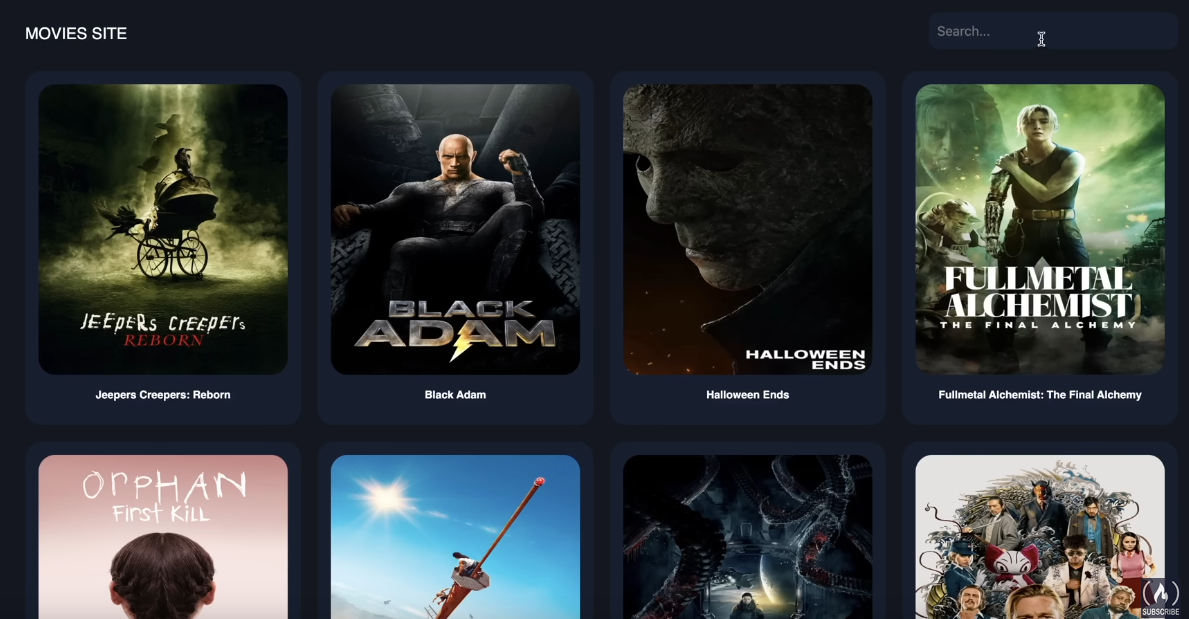 MOVIES SITE
Search...
JEEPERS CREEPERS
REBORN
BLACK
ADAM
HALLOWEEN
ENDS
FULLMETAL
ALCHEMIST
THE FINAL ALCHEMY
Jeepers Creepers: Reborn
Black Adam
Halloween Ends
Fullmetal Alchemist: The Final Alchemy
ORPHAN
First Kill
SUBSCRIBE